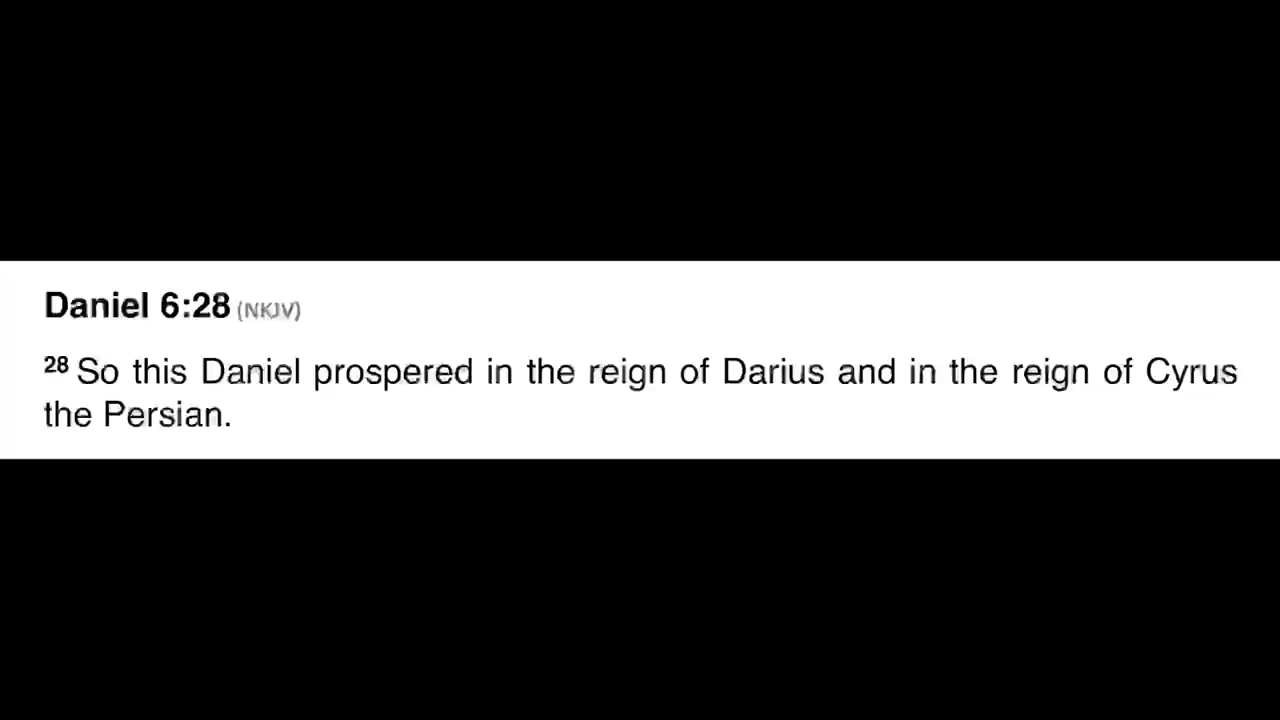 Daniel 6:28 (NKJV)
28 So this Daniel prospered in the reign of Darius and in the reign of Cyrus
the Persian.